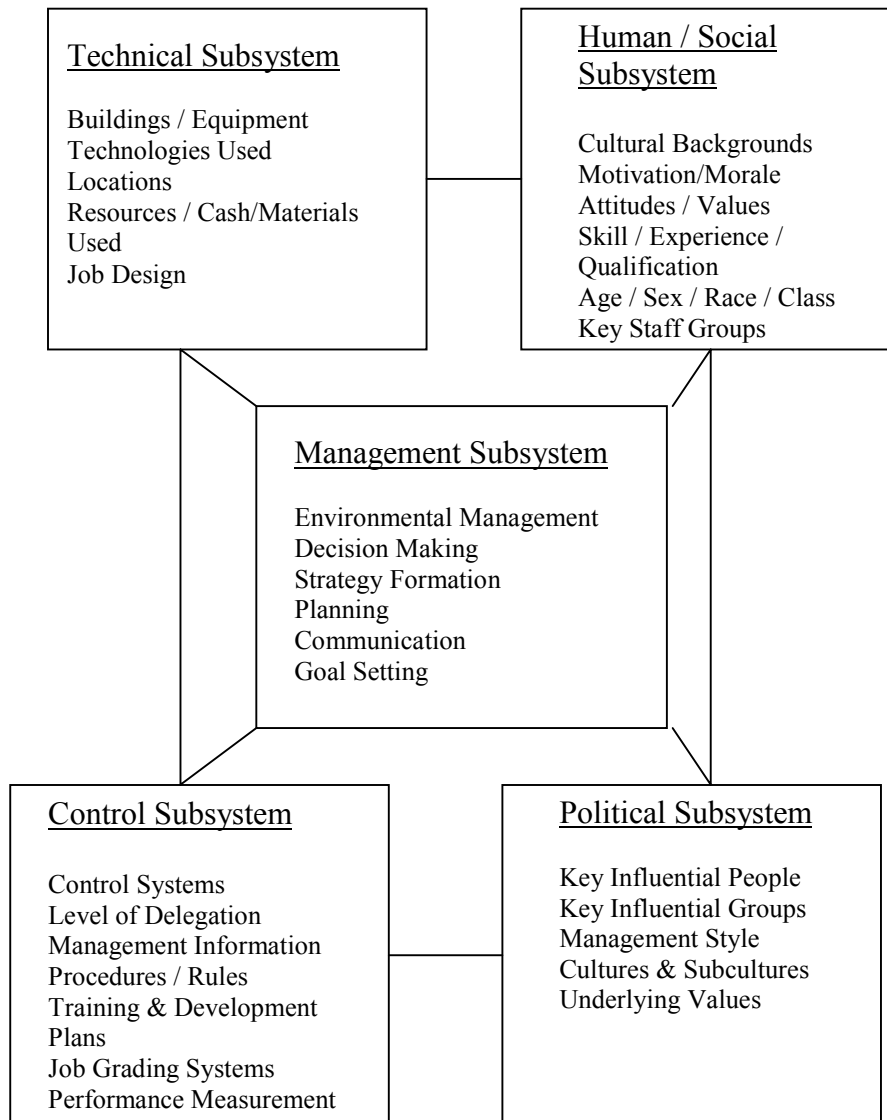 Technical Subsystem
Buildings / Equipment
Technologies Used
Locations
Resources / Cash/Materials
Used
Job Design
Human / Social
Subsystem
Cultural Backgrounds
Motivation/Morale
Attitudes / Values
Skill / Experience /
Qualification
Age / Sex / Race / Class
Key Staff Groups
Management Subsystem
Environmental Management
Decision Making
Strategy Formation
Planning
Communication
Goal Setting
Control Subsystem
Control Systems
Level of Delegation
Management Information
Procedures / Rules
Training & Development
Plans
Job Grading Systems
Performance Measurement
Political Subsystem
Key Influential People
Key Influential Groups
Management Style
Cultures & Subcultures
Underlying Values